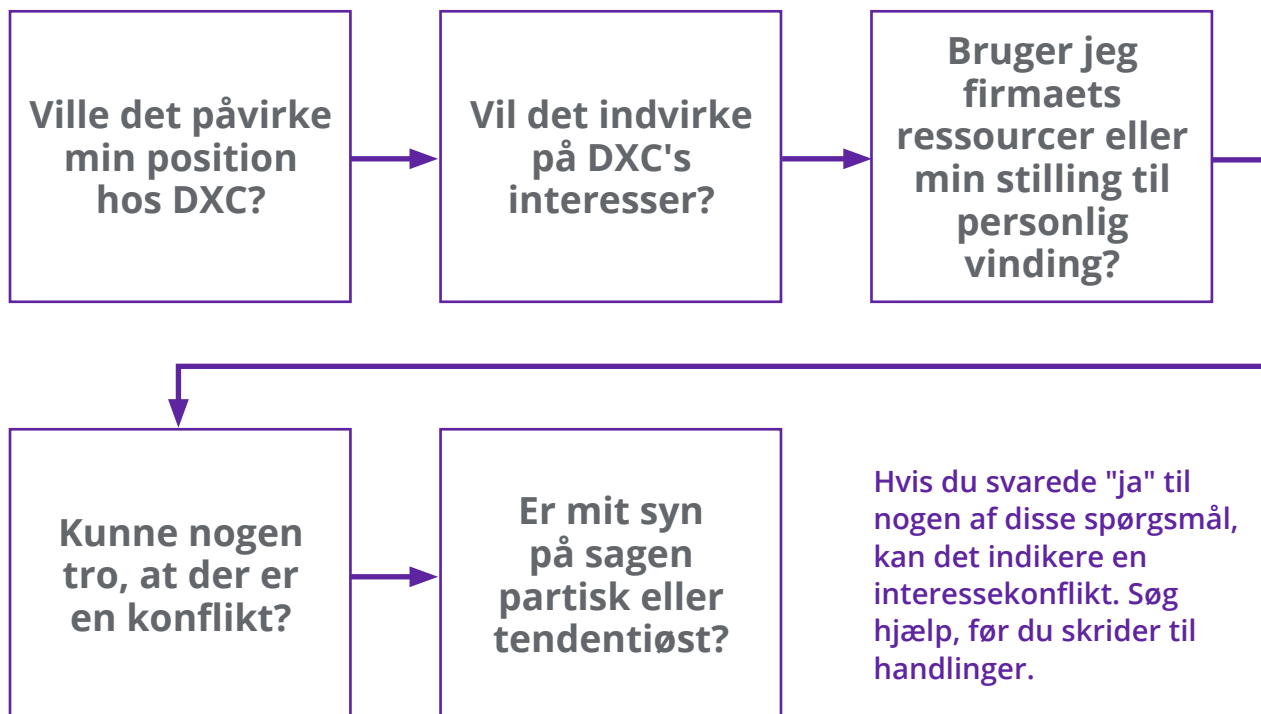 Ville det påvirke
min position
hos DXC?
Vil det indvirke
på DXC's
interesser?
Bruger jeg
firmaets
ressourcer eller
min stilling til
personlig
vinding?
Kunne nogen
tro, at der er
en konflikt?
Er mit syn
på sagen
partisk eller
tendentiøst?
Hvis du svarede "ja" til
nogen af disse spørgsmål,
kan det indikere en
interessekonflikt. Søg
hjælp, før du skrider til
handlinger.